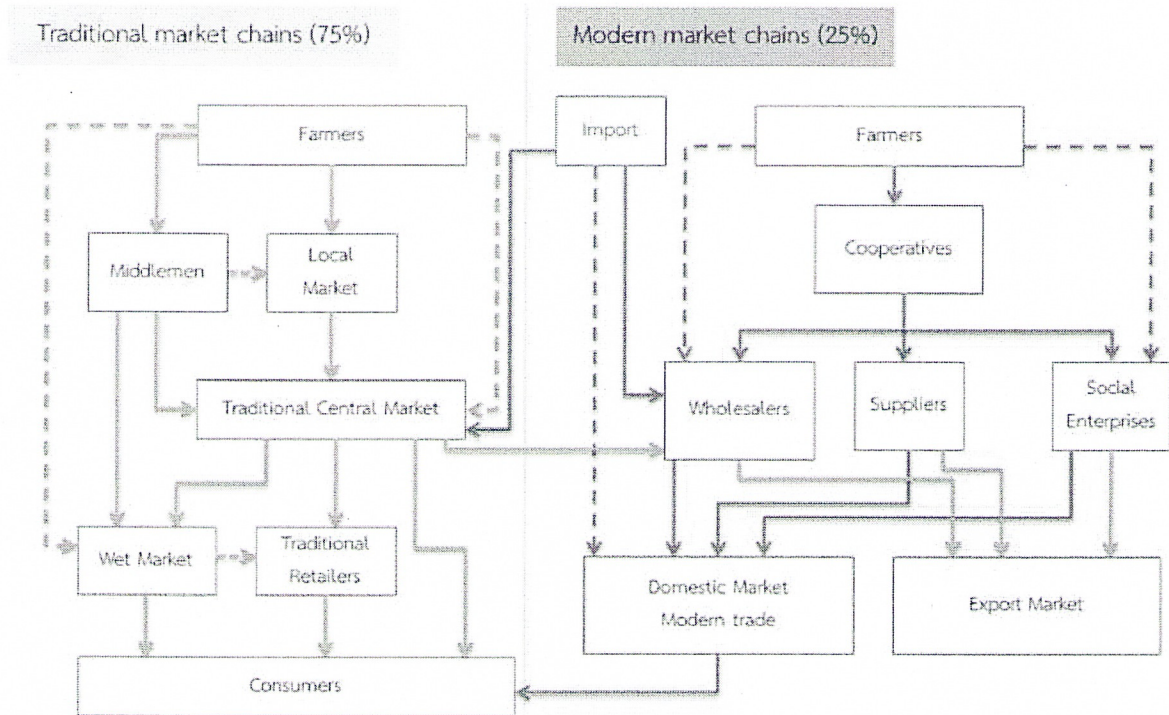 Traditional market chains (75%)
Modern market chains (25%)
Farmers
Import
Farmers
Middlemen
Local
Market
Cooperatives
Traditional Central Market
Wholesalers
Suppliers
Social
Enterprises
Wet Market
Traditional
Retailers
Domestic Market
Modern trade
Export Market
Consumers